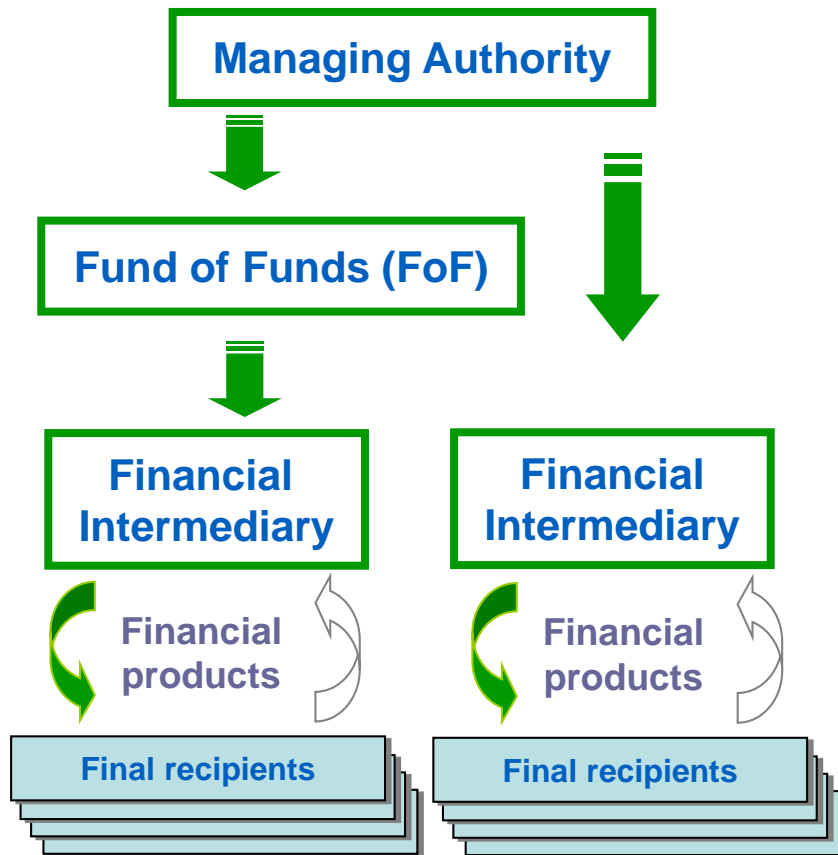 Managing Authority
Fund of Funds (FoF)
Financial
Intermediary
Financial
Intermediary
Financial
products
Financial
products
Final recipients
Final recipients